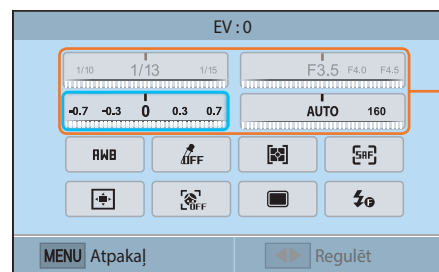 EV : 0
1/10 1/13 1/15 F3.5 F4.0 F4.5
-0.7 -0.3 0 0.3 0.7 AUTO 160
AWB OFF SAF
OFF
MENU Atpakaļ Regulēt